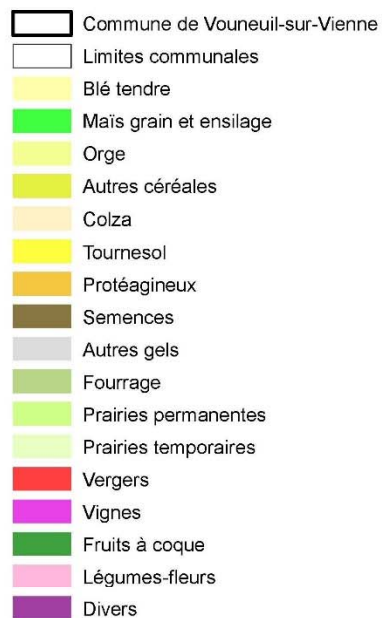 Commune de Vouneuil-sur-Vienne
Limites communales
Blé tendre
Maïs grain et ensilage
Orge
Autres céréales
Colza
Tournesol
Protéagineux
Semences
Autres gels
Fourrage
Prairies permanentes
Prairies temporaires
Vergers
Vignes
Fruits à coque
Légumes-fleurs
Divers